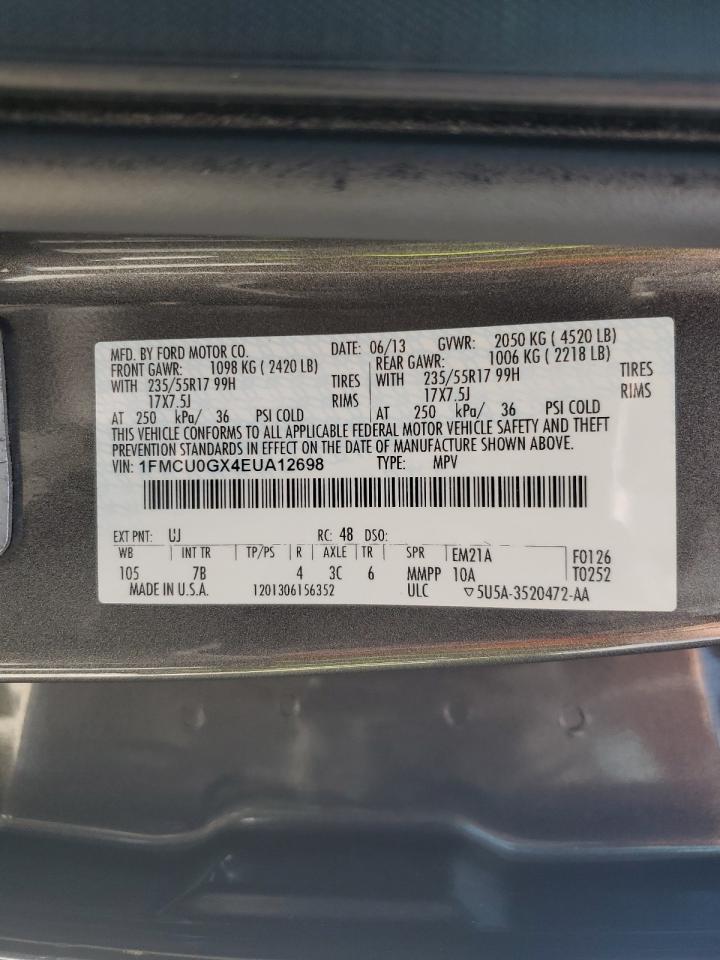 MFD. BY FORD MOTOR CO. DATE: 06/13 GVWR: 2050 KG ( 4520 LB)
FRONT GAWR: 1098 KG ( 2420 LB) REAR GAWR: 1006 KG ( 2218 LB)
WITH 235/55R17 99H TIRES WITH 235/55R17 99H TIRES
17X7.5J RIMS 17X7.5J RIMS
AT 250 kPa/ 36 PSI COLD AT 250 kPa/ 36 PSI COLD
THIS VEHICLE CONFORMS TO ALL APPLICABLE FEDERAL MOTOR VEHICLE SAFETY AND THEFT
PREVENTION STANDARDS IN EFFECT ON THE DATE OF MANUFACTURE SHOWN ABOVE.
VIN: 1FMCU0GX4EUA12698 TYPE: MPV
EXT PNT: UJ RC: 48 DSO:
WB INT TR TP/PS R AXLE TR SPR EM21A F0126
105 7B 4 3C 6 MMPP 10A T0252
MADE IN U.S.A. 1201306156352 ULC ▽5U5A-3520472-AA